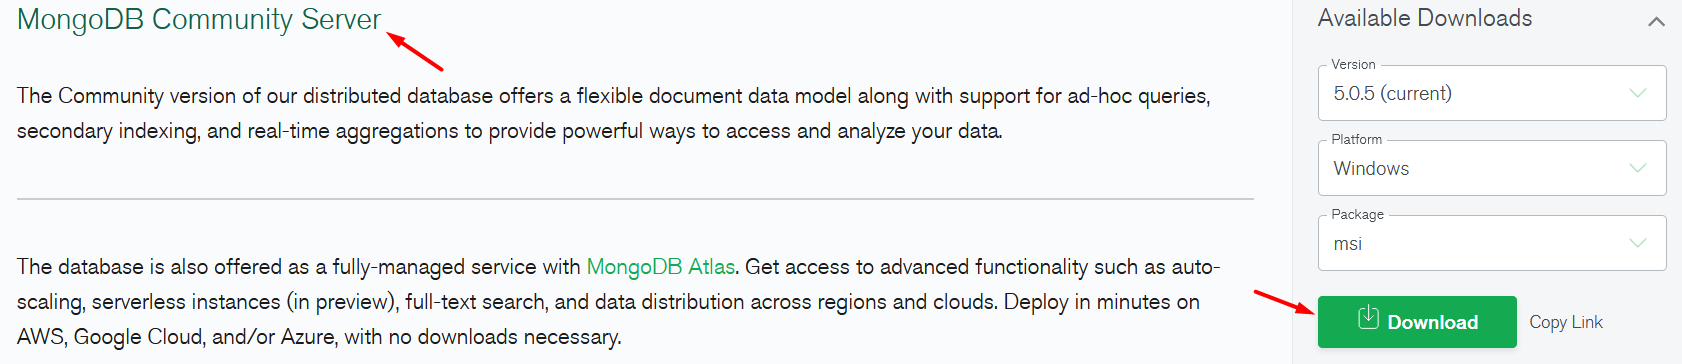 MongoDB Community Server
The Community version of our distributed database offers a flexible document data model along with support for ad-hoc queries,
secondary indexing, and real-time aggregations to provide powerful ways to access and analyze your data.
The database is also offered as a fully-managed service with MongoDB Atlas. Get access to advanced functionality such as auto-
scaling, serverless instances (in preview), full-text search, and data distribution across regions and clouds. Deploy in minutes on
AWS, Google Cloud, and/or Azure, with no downloads necessary.
Available Downloads
Version
5.0.5 (current)
Platform
Windows
Package
msi
Download
Copy Link